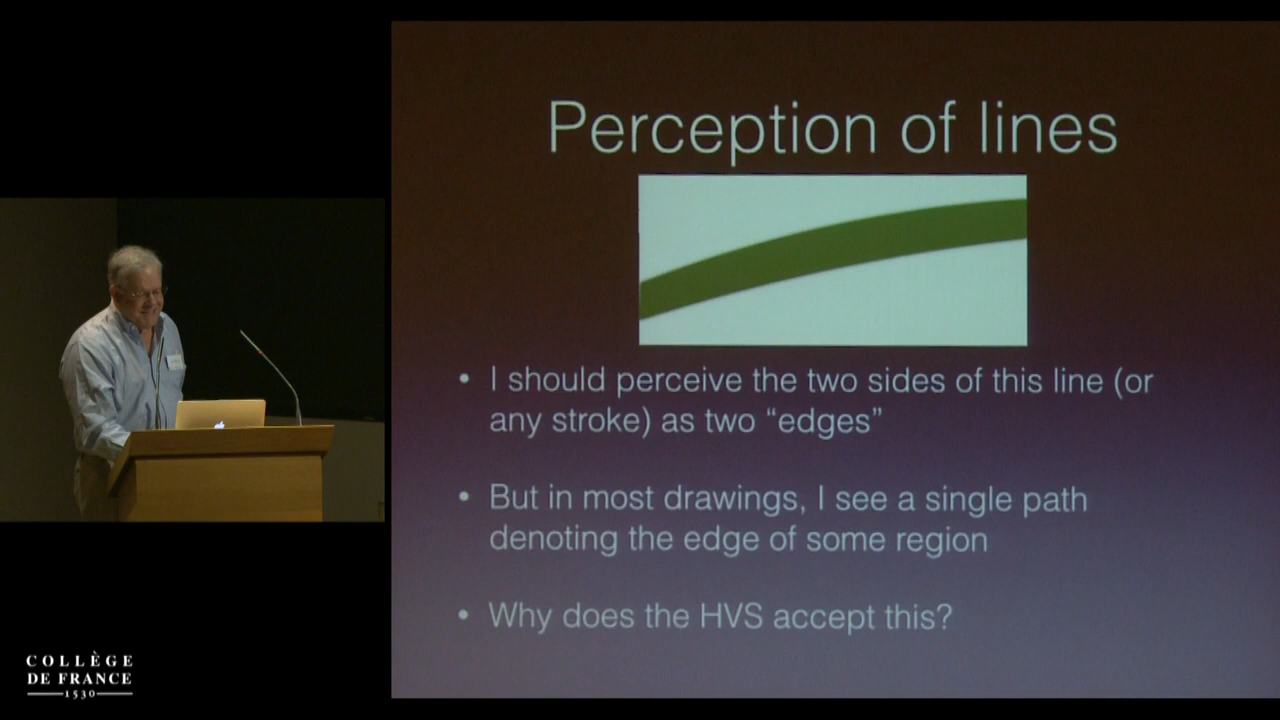 Perception of lines
• I should perceive the two sides of this line (or
any stroke) as two “edges”
• But in most drawings, I see a single path
denoting the edge of some region
• Why does the HVS accept this?
COLLÈGE
DE FRANCE
1530